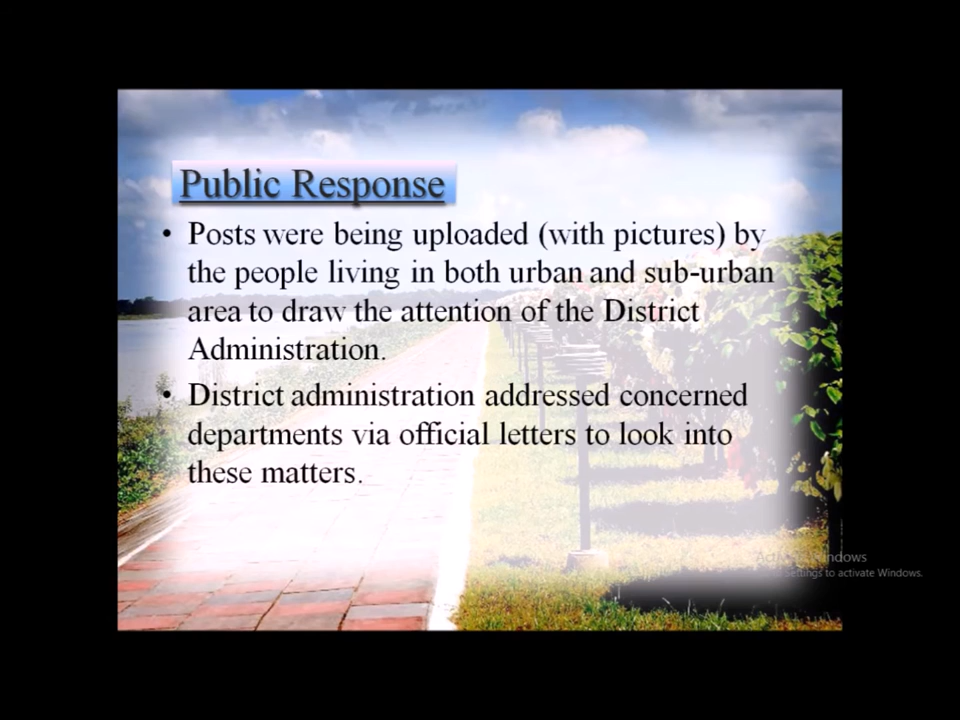 Public Response
• Posts were being uploaded (with pictures) by
the people living in both urban and sub-urban
area to draw the attention of the District
Administration.
• District administration addressed concerned
departments via official letters to look into
these matters.
Windows
Settings to activate Windows.